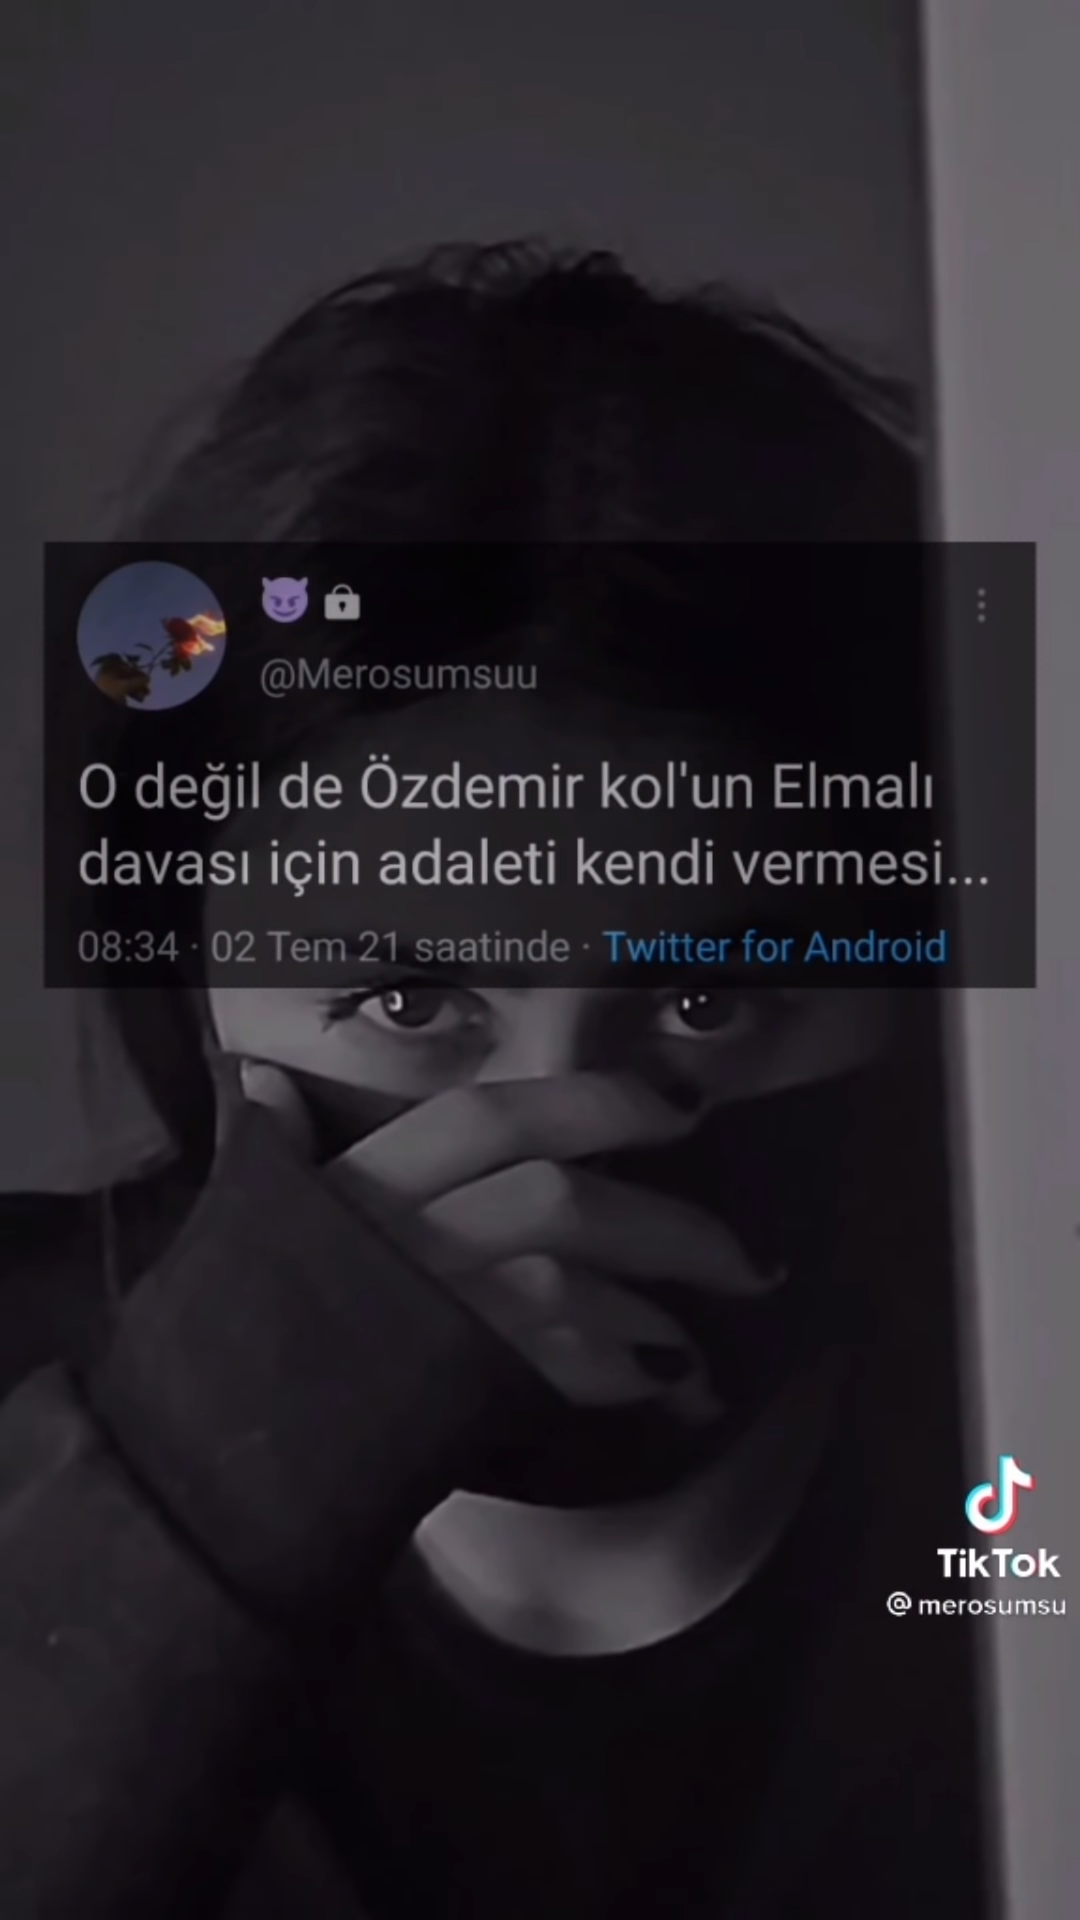 @Merosumsuu
O değil de Özdemir kol'un Elmalı
davası için adaleti kendi vermesi...
08:34 · 02 Tem 21 saatinde · Twitter for Android
TikTok
@merosumsu